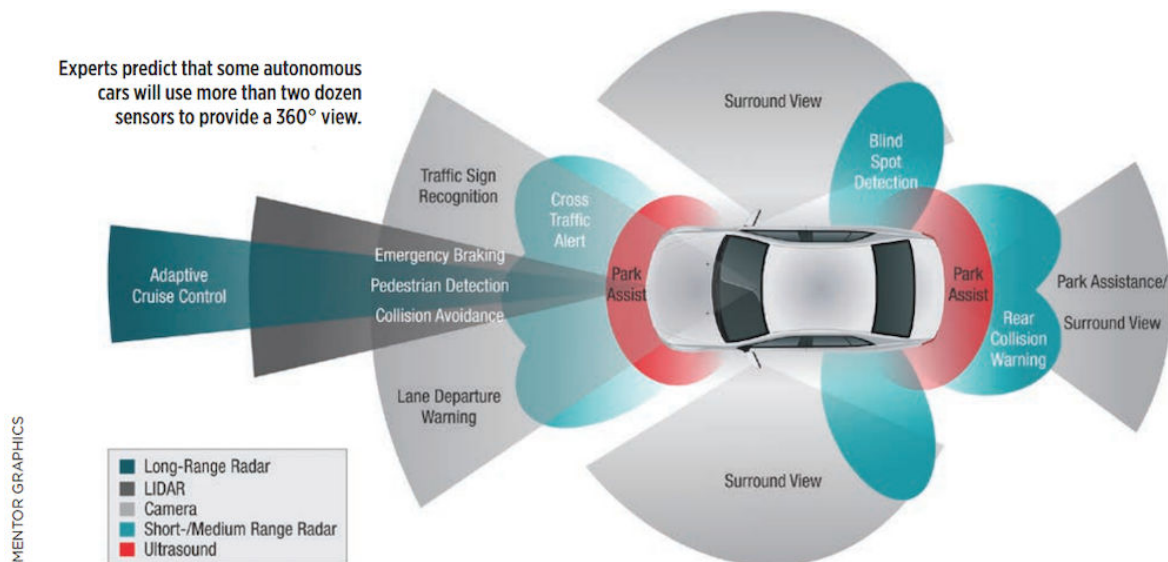 Experts predict that some autonomous
cars will use more than two dozen
sensors to provide a 360° view.
Surround View
Blind
Spot
Detection
Traffic Sign
Recognition
Cross
Traffic
Alert
Emergency Braking
Adaptive
Cruise Control
Pedestrian Detection
Collision Avoidance
Park
Assist
Park
Assist
Park Assistance/
Surround View
Rear
Collision
Warning
Lane Departure
Warning
Surround View
Long-Range Radar
LIDAR
Camera
Short-/Medium Range Radar
Ultrasound
MENTOR GRAPHICS